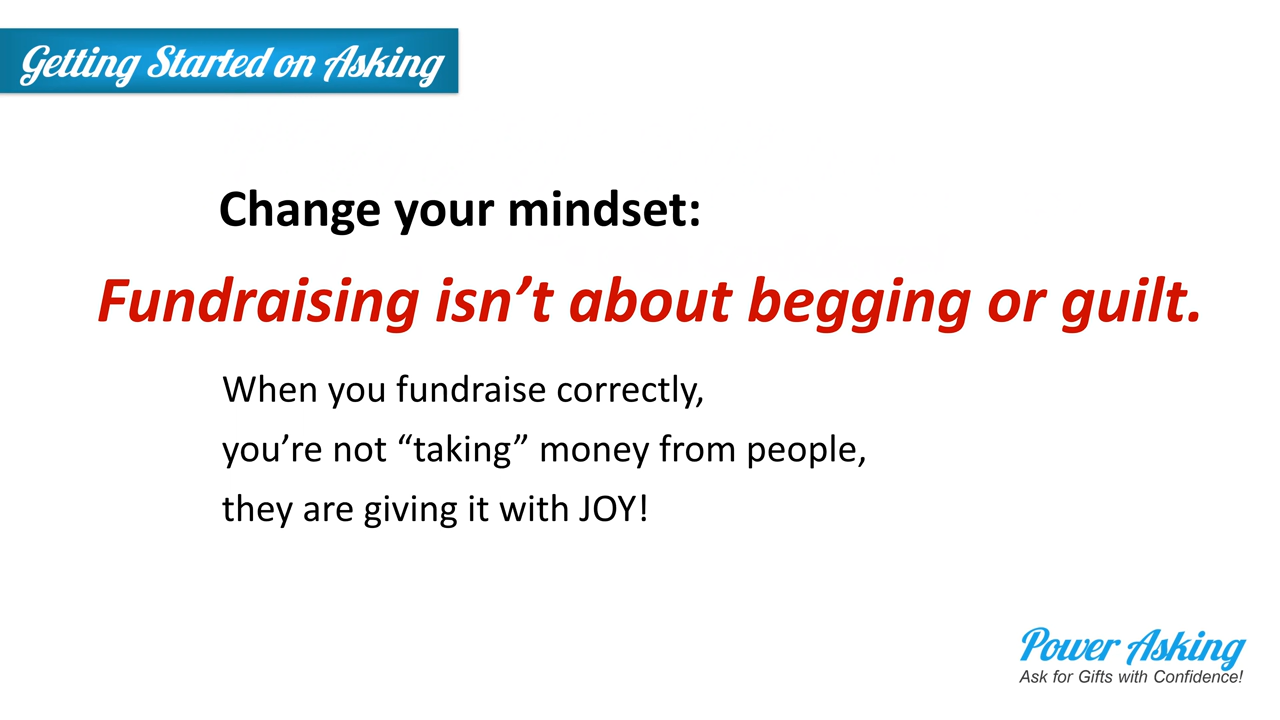 Getting Started on Asking
Change your mindset:
Fundraising isn’t about begging or guilt.
When you fundraise correctly,
you’re not “taking” money from people,
they are giving it with JOY!
Power Asking
Ask for Gifts with Confidence!